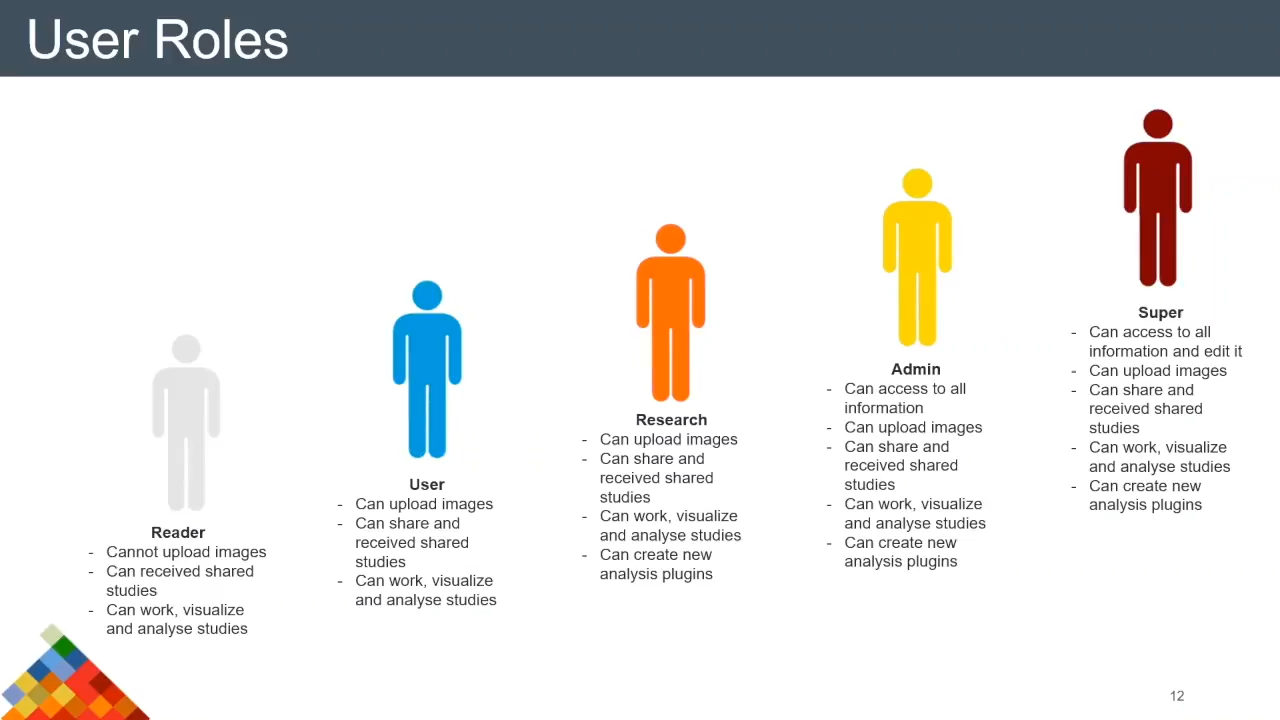 User Roles
Reader
- Cannot upload images
- Can received shared
studies
- Can work, visualize
and analyse studies
User
- Can upload images
- Can share and
received shared
studies
- Can work, visualize
and analyse studies
Research
- Can upload images
- Can share and
received shared
studies
- Can work, visualize
and analyse studies
- Can create new
analysis plugins
Admin
- Can access to all
information
- Can upload images
- Can share and
received shared
studies
- Can work, visualize
and analyse studies
- Can create new
analysis plugins
Super
- Can access to all
information and edit it
- Can upload images
- Can share and
received shared
studies
- Can work, visualize
and analyse studies
- Can create new
analysis plugins
12